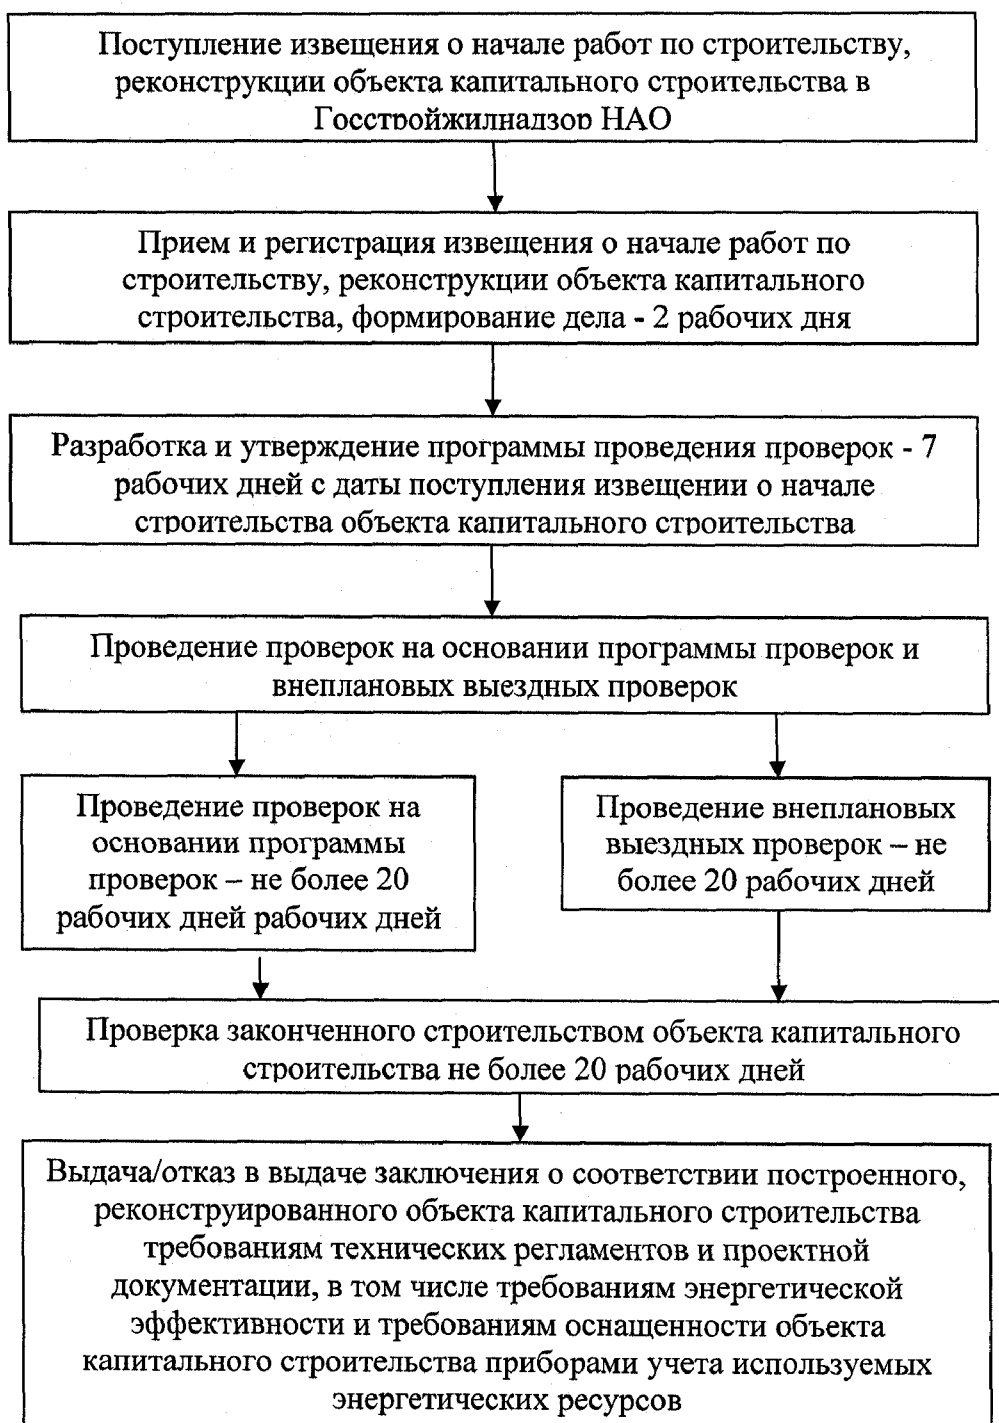 Поступление извещения о начале работ по строительству,
реконструкции объекта капитального строительства в
Госстройжилнадзор НАО
Прием и регистрация извещения о начале работ по
строительству, реконструкции объекта капитального
строительства, формирование дела - 2 рабочих дня
Разработка и утверждение программы проведения проверок - 7
рабочих дней с даты поступления извещении о начале
строительства объекта капитального строительства
Проведение проверок на основании программы проверок и
внеплановых выездных проверок
Проведение проверок на
основании программы
проверок – не более 20
рабочих дней рабочих дней
Проведение внеплановых
выездных проверок – не
более 20 рабочих дней
Проверка законченного строительством объекта капитального
строительства не более 20 рабочих дней
Выдача/отказ в выдаче заключения о соответствии построенного,
реконструированного объекта капитального строительства
требованиям технических регламентов и проектной
документации, в том числе требованиям энергетической
эффективности и требованиям оснащенности объекта
капитального строительства приборами учета используемых
энергетических ресурсов